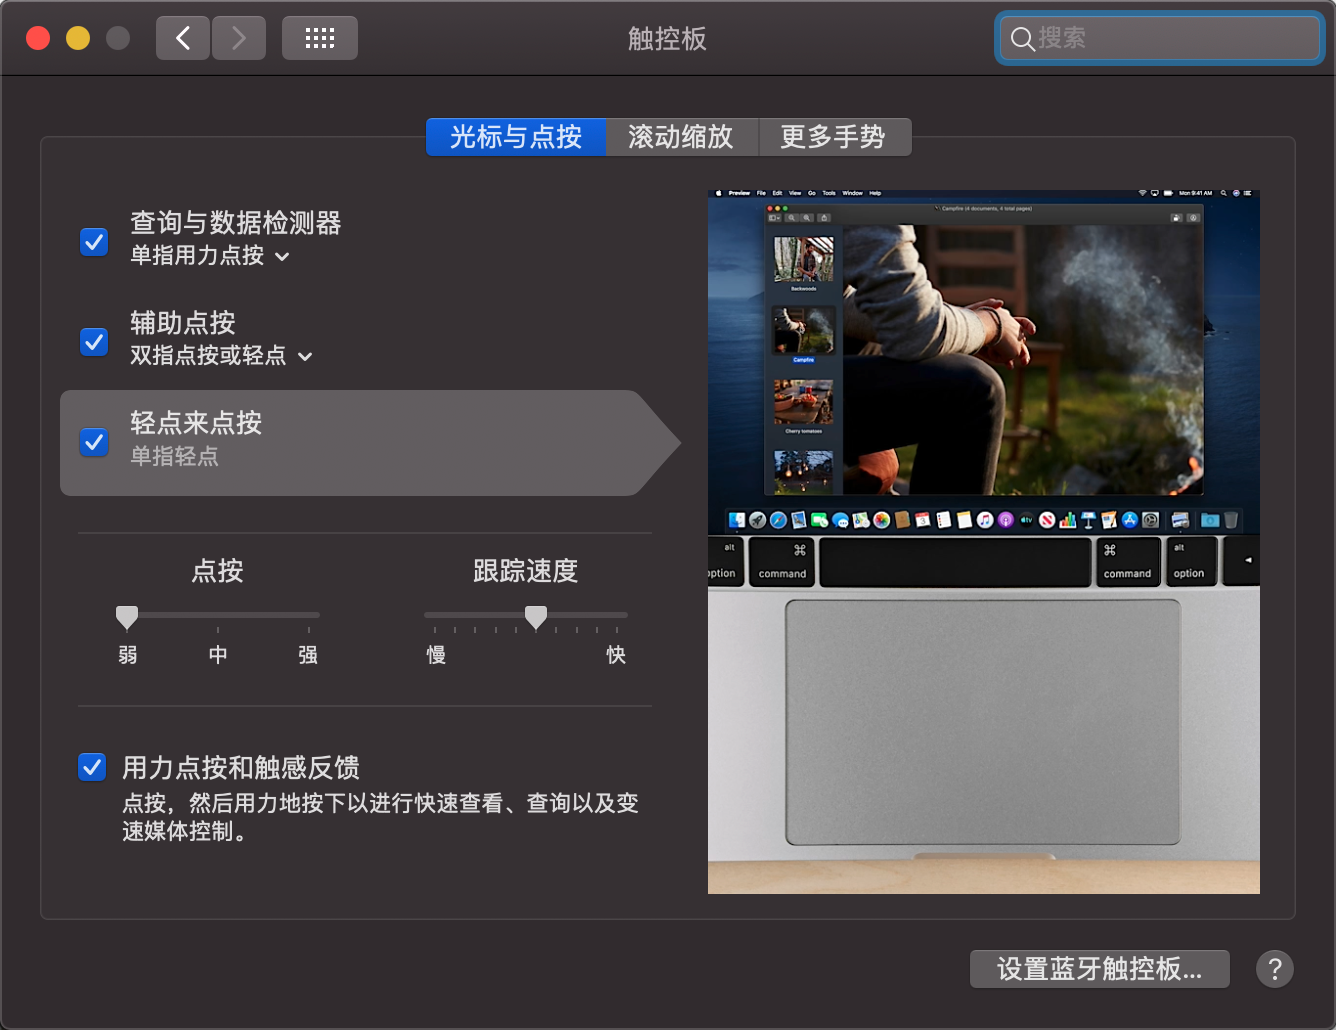 触控板
搜索
光标与点按
滚动缩放
更多手势
查询与数据检测器
单指用力点按
辅助点按
双指点按或轻点
轻点来点按
单指轻点
点按
弱
中
强
跟踪速度
慢
快
用力点按和触感反馈
点按，然后用力地按下以进行快速查看、查询以及变
速媒体控制。
Preview File Edit View Go Tools Window Help
Mon 9:41 AM
Campfire (4 documents, 4 total pages)
Backwoods
Campfire
Cherry tomatoes
alt
option
⌘
command
⌘
command
alt
option
设置蓝牙触控板...
?